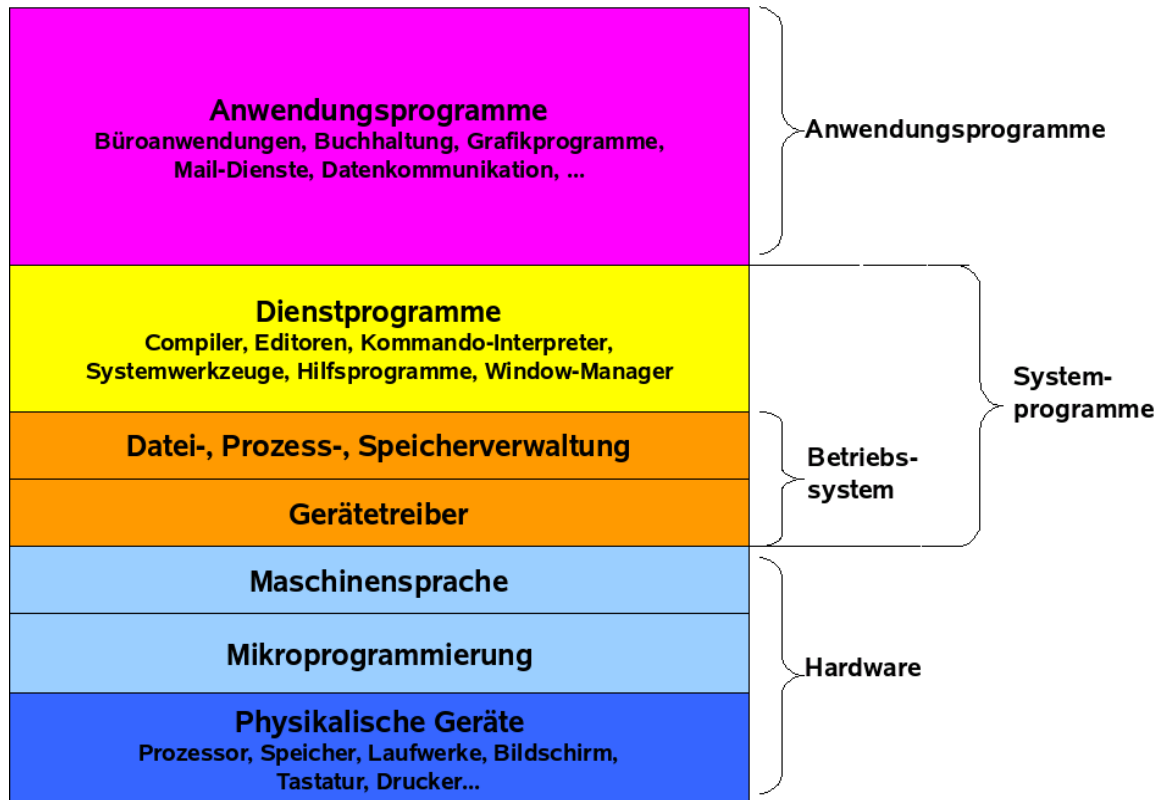 Anwendungsprogramme
Büroanwendungen, Buchhaltung, Grafikprogramme,
Mail-Dienste, Datenkommunikation, ...
Anwendungsprogramme
Dienstprogramme
Compiler, Editoren, Kommando-Interpreter,
Systemwerkzeuge, Hilfsprogramme, Window-Manager
System-
programme
Datei-, Prozess-, Speicherverwaltung
Betriebs-
system
Gerätetreiber
Maschinensprache
Mikroprogrammierung
Hardware
Physikalische Geräte
Prozessor, Speicher, Laufwerke, Bildschirm,
Tastatur, Drucker...